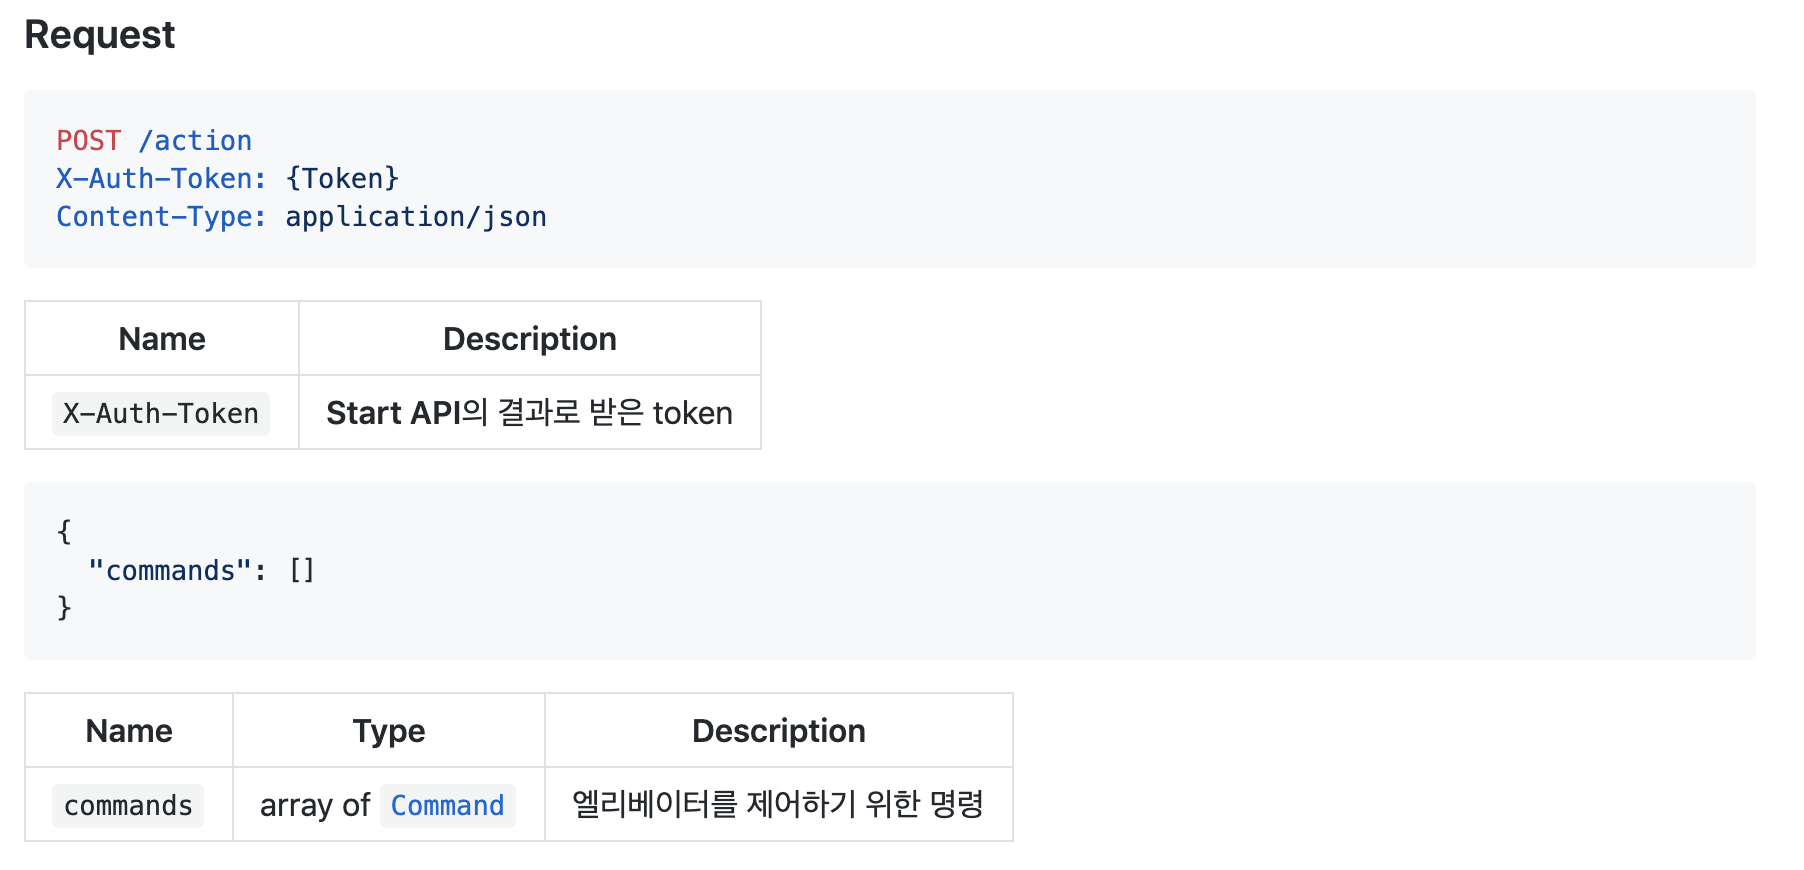 Request
POST /action
X-Auth-Token: {Token}
Content-Type: application/json
Name Description
X-Auth-Token Start API의 결과로 받은 token
{
"commands": []
}
Name Type Description
commands array of Command 엘리베이터를 제어하기 위한 명령